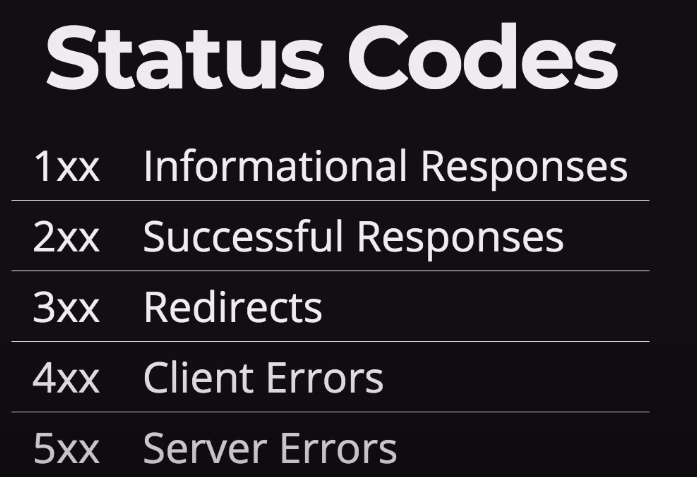 Status Codes
1xx Informational Responses
2xx Successful Responses
3xx Redirects
4xx Client Errors
5xx Server Errors